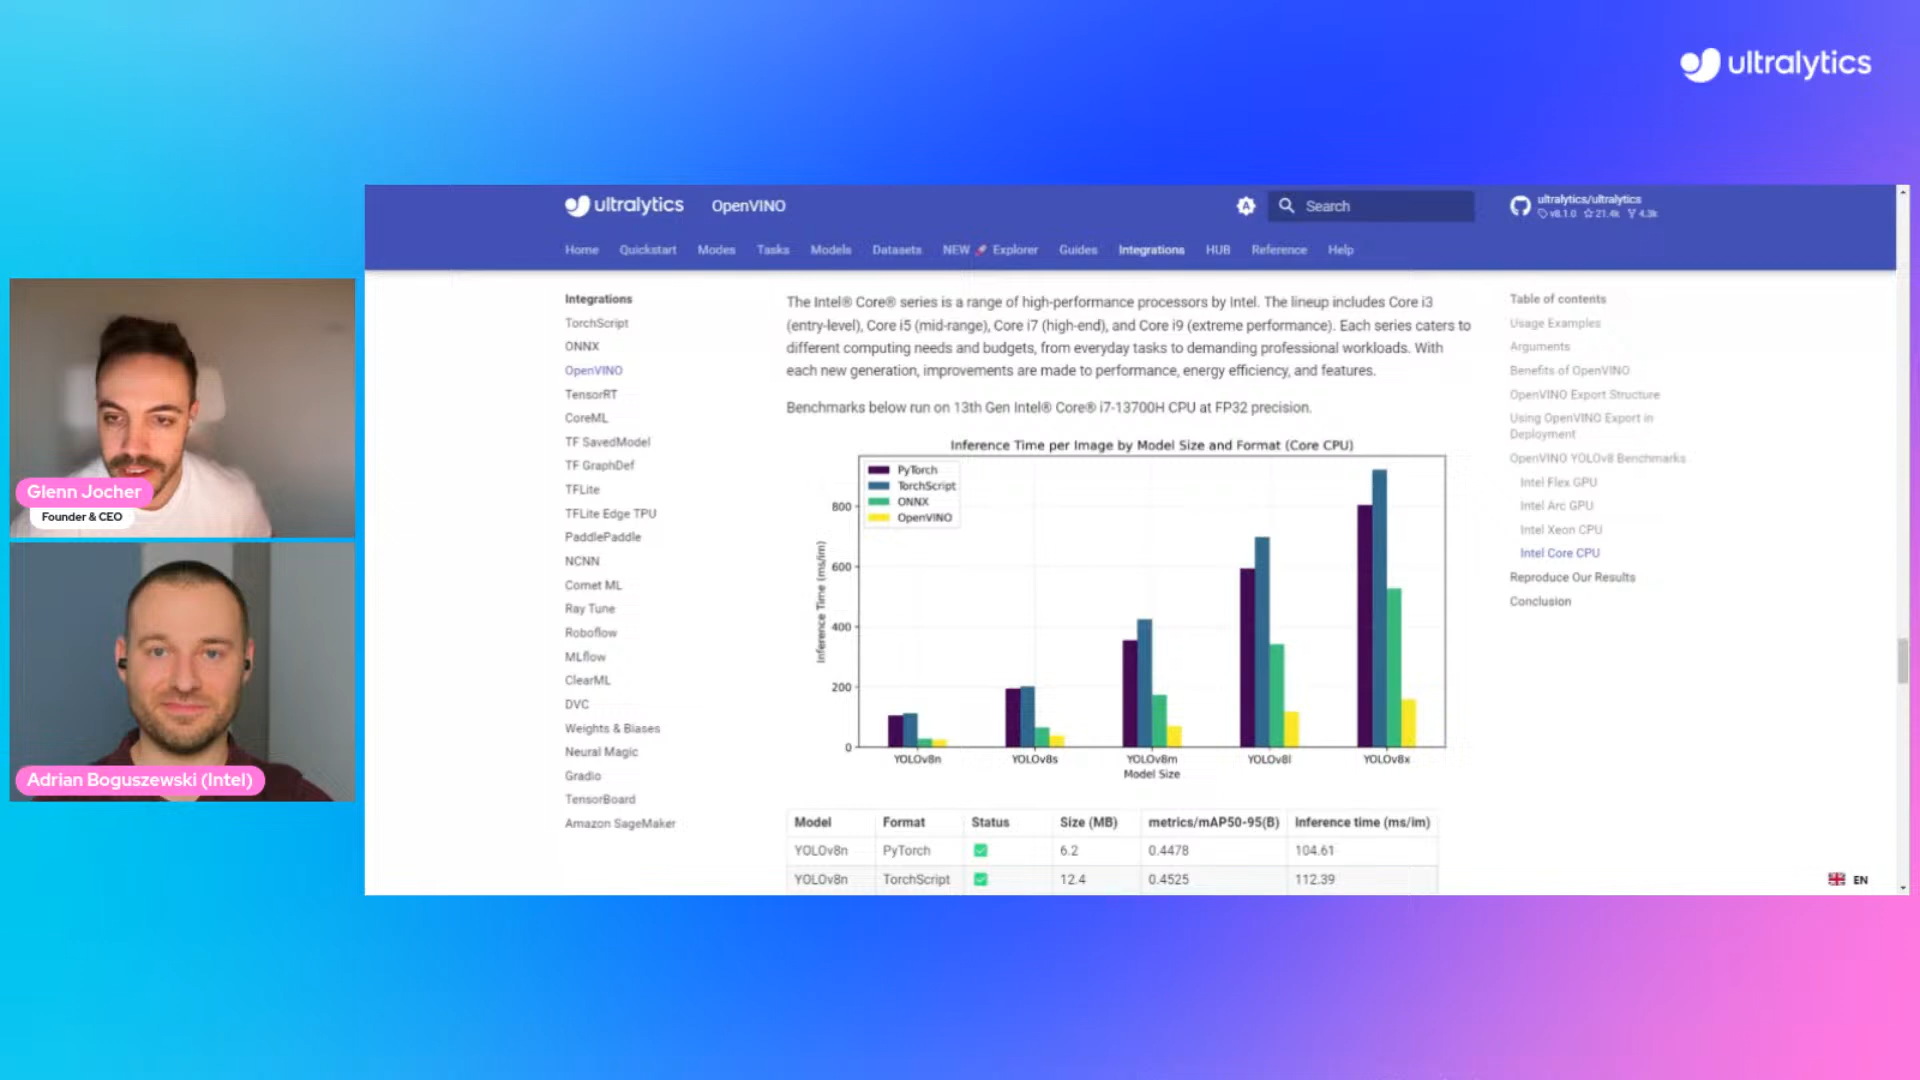 ultralytics
Glenn Jocher
Founder & CEO
Adrian Boguszewski (Intel)
ultralytics OpenVINO
Search
ultralytics/ultralytics
v8.1.0 21.4k 4.3k
Home Quickstart Modes Tasks Models Datasets NEW 🚀 Explorer Guides Integrations HUB Reference Help
Integrations
TorchScript
ONNX
OpenVINO
TensorRT
CoreML
TF SavedModel
TF GraphDef
TFLite
TFLite Edge TPU
PaddlePaddle
NCNN
Comet ML
Ray Tune
Roboflow
MLflow
ClearML
DVC
Weights & Biases
Neural Magic
Gradio
TensorBoard
Amazon SageMaker
The Intel® Core® series is a range of high-performance processors by Intel. The lineup includes Core i3
(entry-level), Core i5 (mid-range), Core i7 (high-end), and Core i9 (extreme performance). Each series caters to
different computing needs and budgets, from everyday tasks to demanding professional workloads. With
each new generation, improvements are made to performance, energy efficiency, and features.
Benchmarks below run on 13th Gen Intel® Core® i7-13700H CPU at FP32 precision.
Inference Time per Image by Model Size and Format (Core CPU)
PyTorch
TorchScript
ONNX
OpenVINO
Inference Time (ms/im)
800
600
400
200
0
YOLOv8n YOLOv8s YOLOv8m YOLOv8l YOLOv8x
Model Size
Model Format Status Size (MB) metrics/mAP50-95(B) Inference time (ms/im)
YOLOv8n PyTorch ✅ 6.2 0.4478 104.61
YOLOv8n TorchScript ✅ 12.4 0.4525 112.39
Table of contents
Usage Examples
Arguments
Benefits of OpenVINO
OpenVINO Export Structure
Using OpenVINO Export in
Deployment
OpenVINO YOLOv8 Benchmarks
Intel Flex GPU
Intel Arc GPU
Intel Xeon CPU
Intel Core CPU
Reproduce Our Results
Conclusion
EN